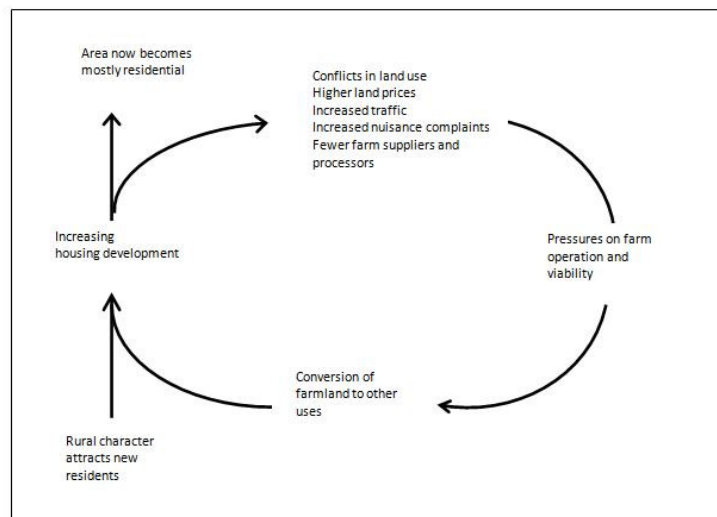 Area now becomes
mostly residential
Conflicts in land use
Higher land prices
Increased traffic
Increased nuisance complaints
Fewer farm suppliers and
processors
Increasing
housing development
Pressures on farm
operation and
viability
Conversion of
farmland to other
uses
Rural character
attracts new
residents